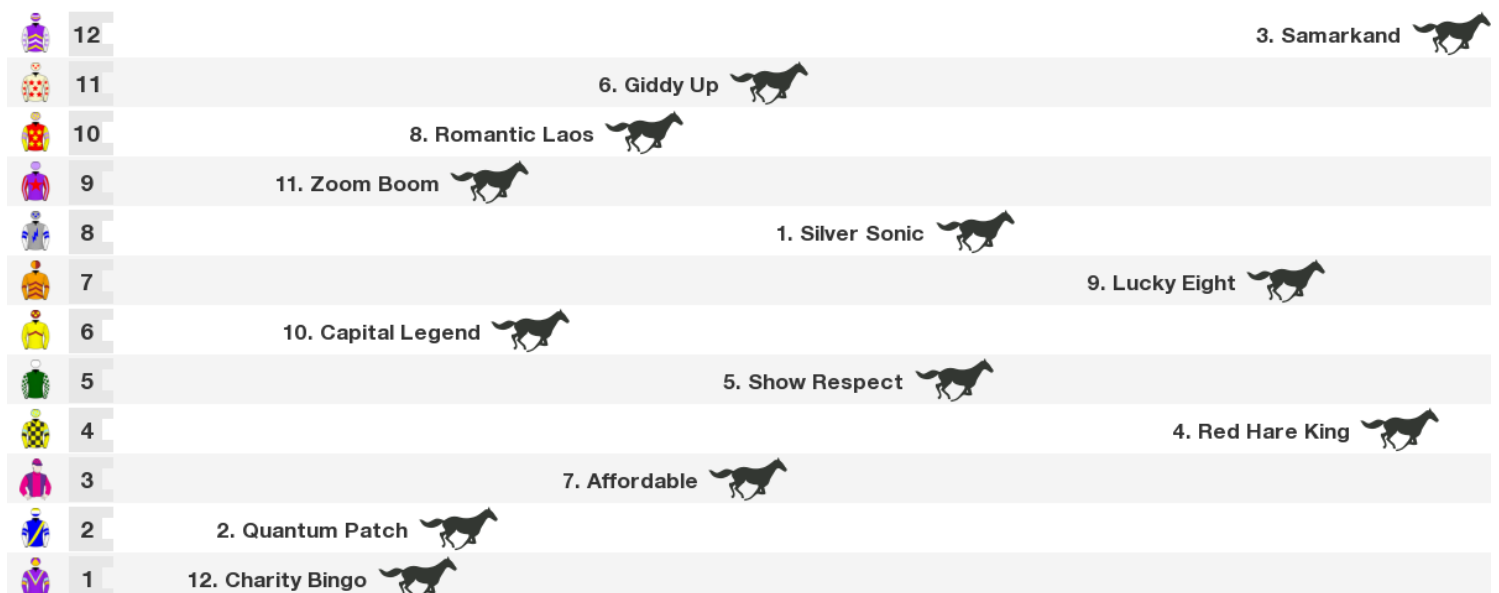 12 3. Samarkand
11 6. Giddy Up
10 8. Romantic Laos
9 11. Zoom Boom
8 1. Silver Sonic
7 9. Lucky Eight
6 10. Capital Legend
5 5. Show Respect
4 4. Red Hare King
3 7. Affordable
2 2. Quantum Patch
1 12. Charity Bingo